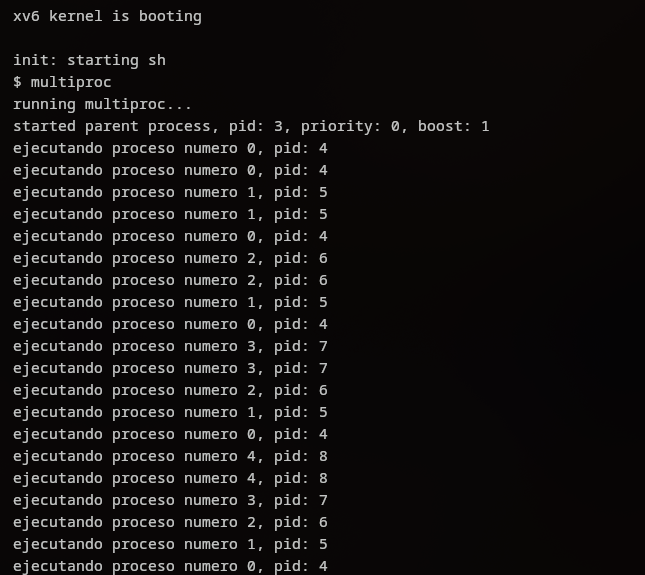 xv6 kernel is booting
init: starting sh
$ multiproc
running multiproc...
started parent process, pid: 3, priority: 0, boost: 1
ejecutando proceso numero 0, pid: 4
ejecutando proceso numero 0, pid: 4
ejecutando proceso numero 1, pid: 5
ejecutando proceso numero 1, pid: 5
ejecutando proceso numero 0, pid: 4
ejecutando proceso numero 2, pid: 6
ejecutando proceso numero 2, pid: 6
ejecutando proceso numero 1, pid: 5
ejecutando proceso numero 0, pid: 4
ejecutando proceso numero 3, pid: 7
ejecutando proceso numero 3, pid: 7
ejecutando proceso numero 2, pid: 6
ejecutando proceso numero 1, pid: 5
ejecutando proceso numero 0, pid: 4
ejecutando proceso numero 4, pid: 8
ejecutando proceso numero 4, pid: 8
ejecutando proceso numero 3, pid: 7
ejecutando proceso numero 2, pid: 6
ejecutando proceso numero 1, pid: 5
ejecutando proceso numero 0, pid: 4